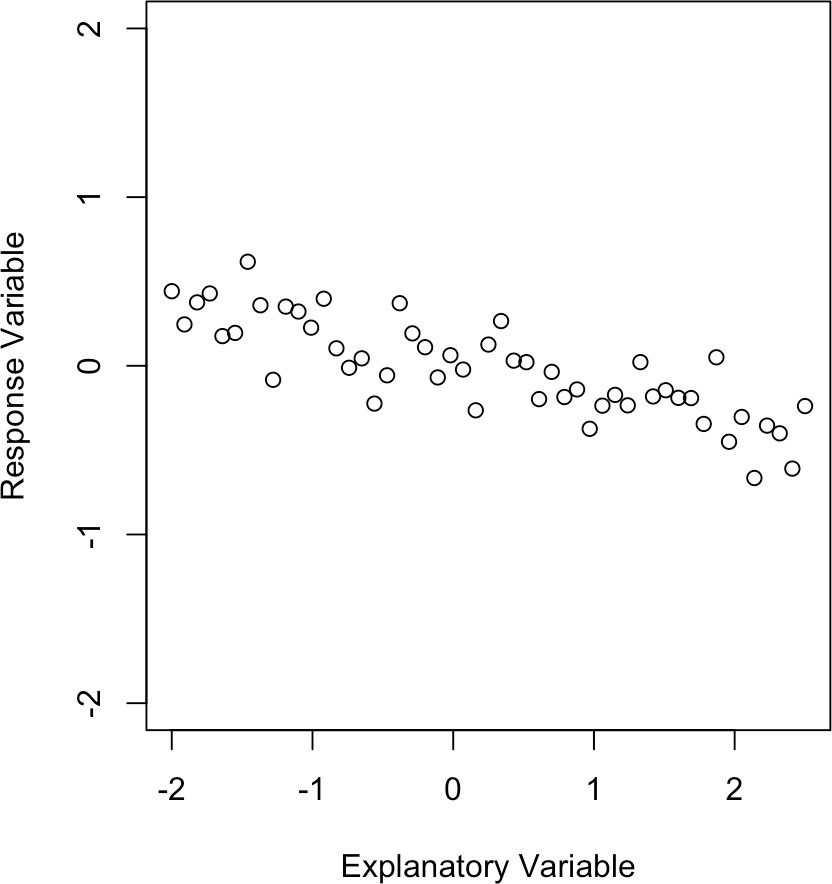 Response Variable
2
1
0
-1
-2
-2 -1 0 1 2
Explanatory Variable